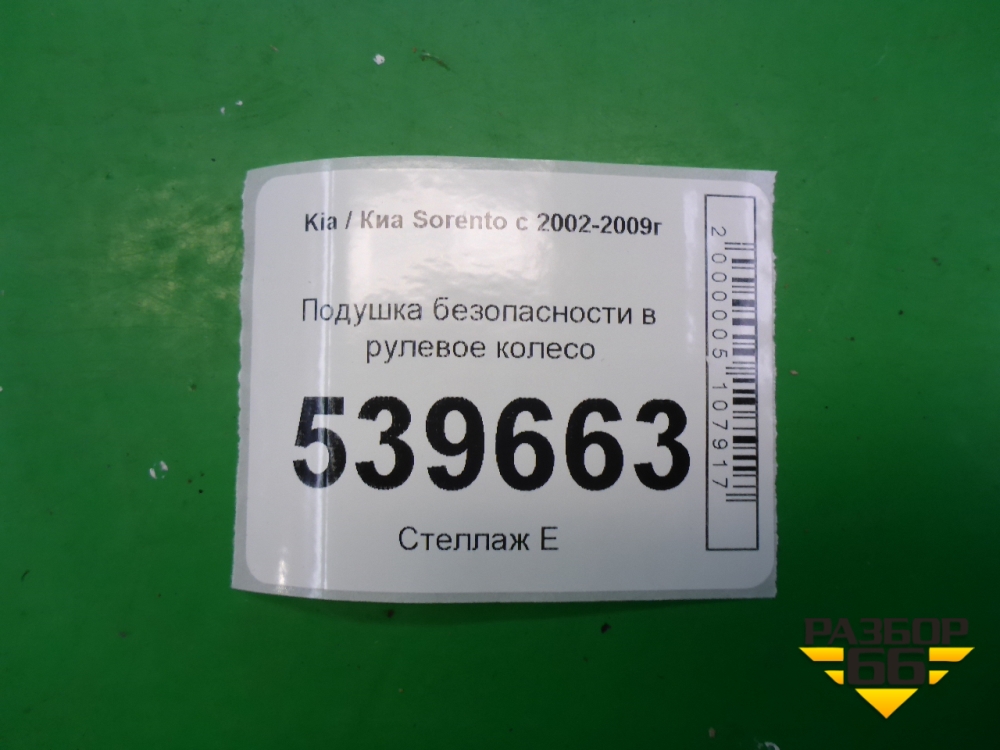 Kia / Киа Sorento с 2002-2009г
Подушка безопасности в
рулевое колесо
539663
Стеллаж Е
2000005107917
РАЗБОР
66